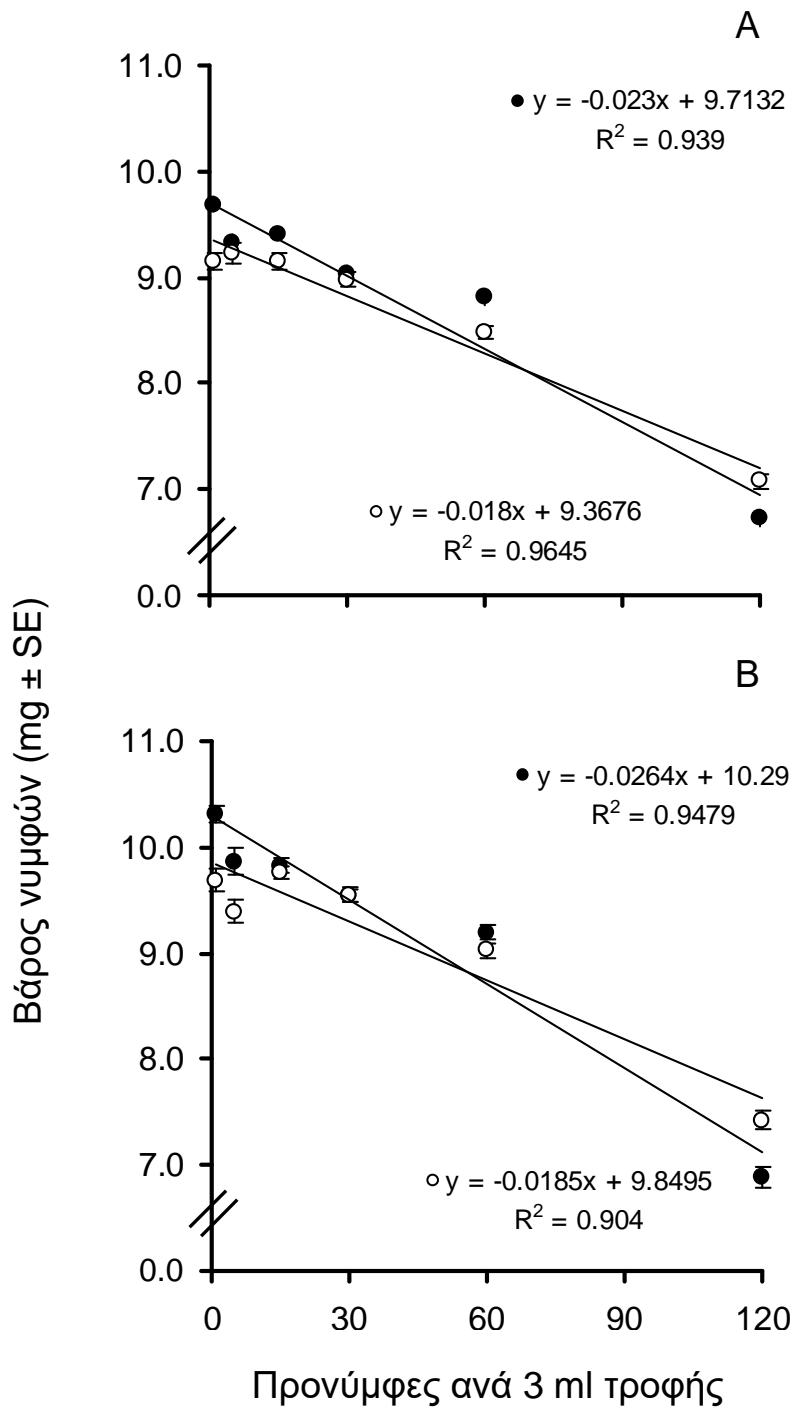 A
11.0
● y = -0.023x + 9.7132
R² = 0.939
10.0
9.0
8.0
7.0
○ y = -0.018x + 9.3676
R² = 0.9645
0.0
Βάρος νυμφών (mg ± SE)
B
11.0
● y = -0.0264x + 10.29
R² = 0.9479
10.0
9.0
8.0
7.0
○ y = -0.0185x + 9.8495
R² = 0.904
0.0
0 30 60 90 120
Προνύμφες ανά 3 ml τροφής